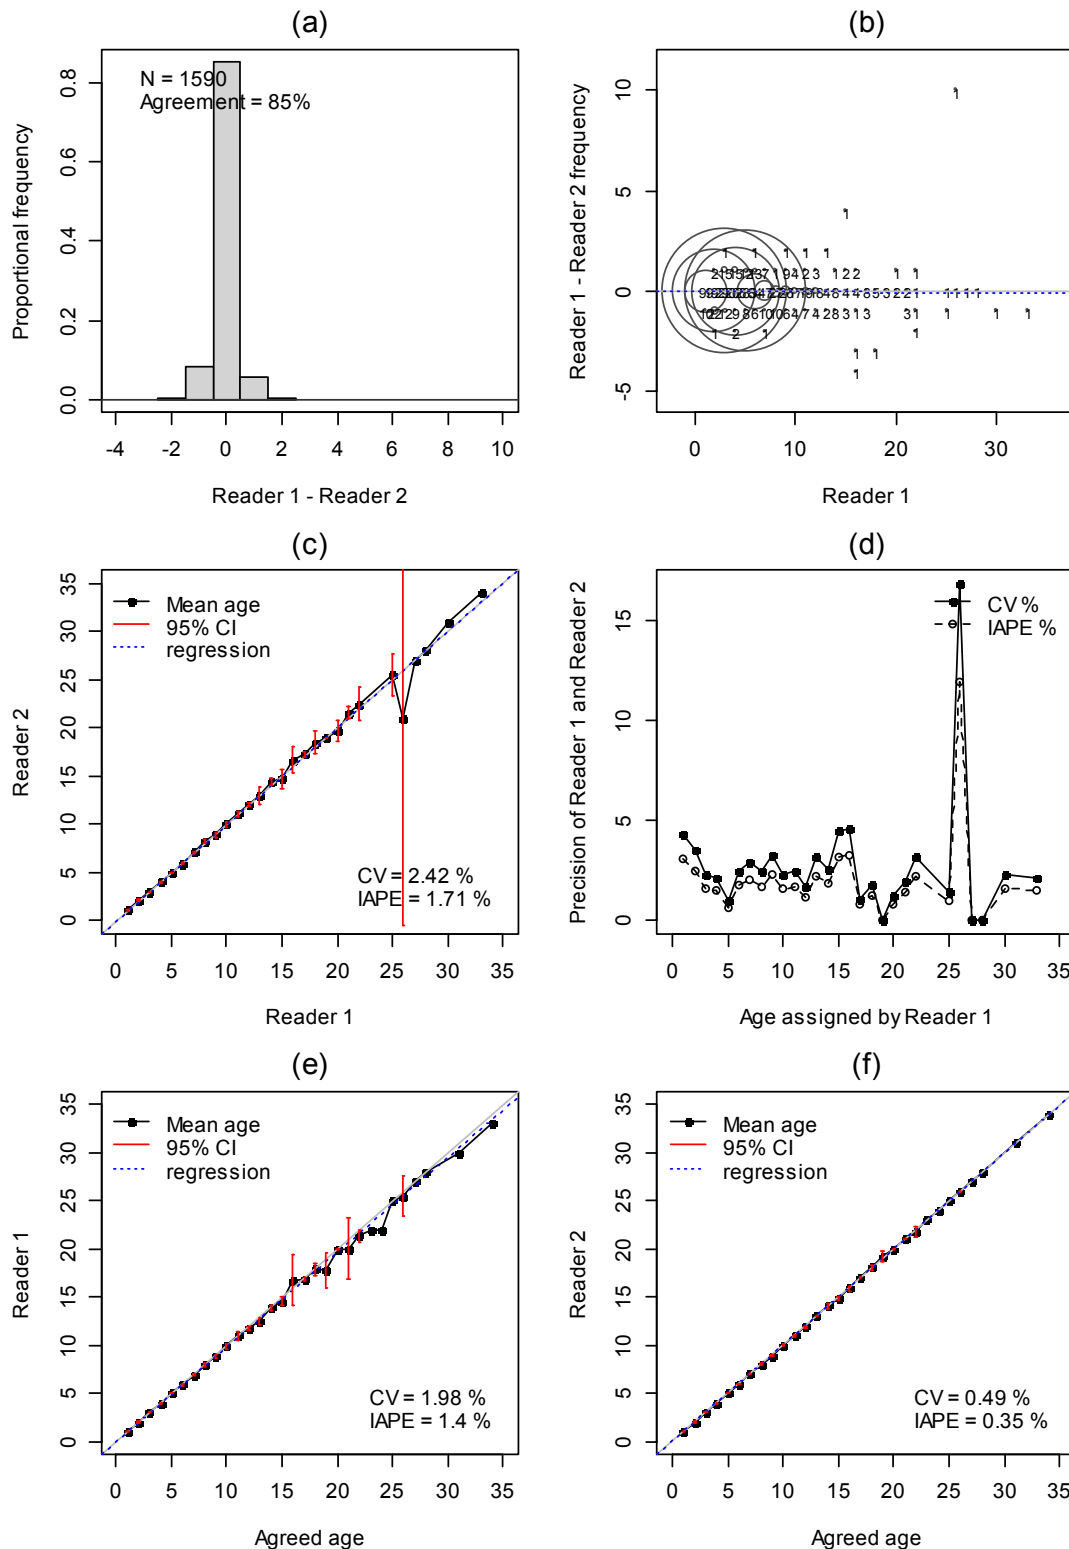 (a)
N = 1590
Agreement = 85%
Proportional frequency
0.8
0.6
0.4
0.2
0.0
-4 -2 0 2 4 6 8 10
Reader 1 - Reader 2
(b)
Reader 1 - Reader 2 frequency
10
5
0
-5
0 10 20 30
Reader 1
(c)
Mean age
95% CI
regression
Reader 2
35
30
25
20
15
10
5
0
CV = 2.42 %
IAPE = 1.71 %
0 5 10 15 20 25 30 35
Reader 1
(d)
CV %
IAPE %
Precision of Reader 1 and Reader 2
15
10
5
0
0 5 10 15 20 25 30 35
Age assigned by Reader 1
(e)
Mean age
95% CI
regression
Reader 1
35
30
25
20
15
10
5
0
CV = 1.98 %
IAPE = 1.4 %
0 5 10 15 20 25 30 35
Agreed age
(f)
Mean age
95% CI
regression
Reader 2
35
30
25
20
15
10
5
0
CV = 0.49 %
IAPE = 0.35 %
0 5 10 15 20 25 30 35
Agreed age